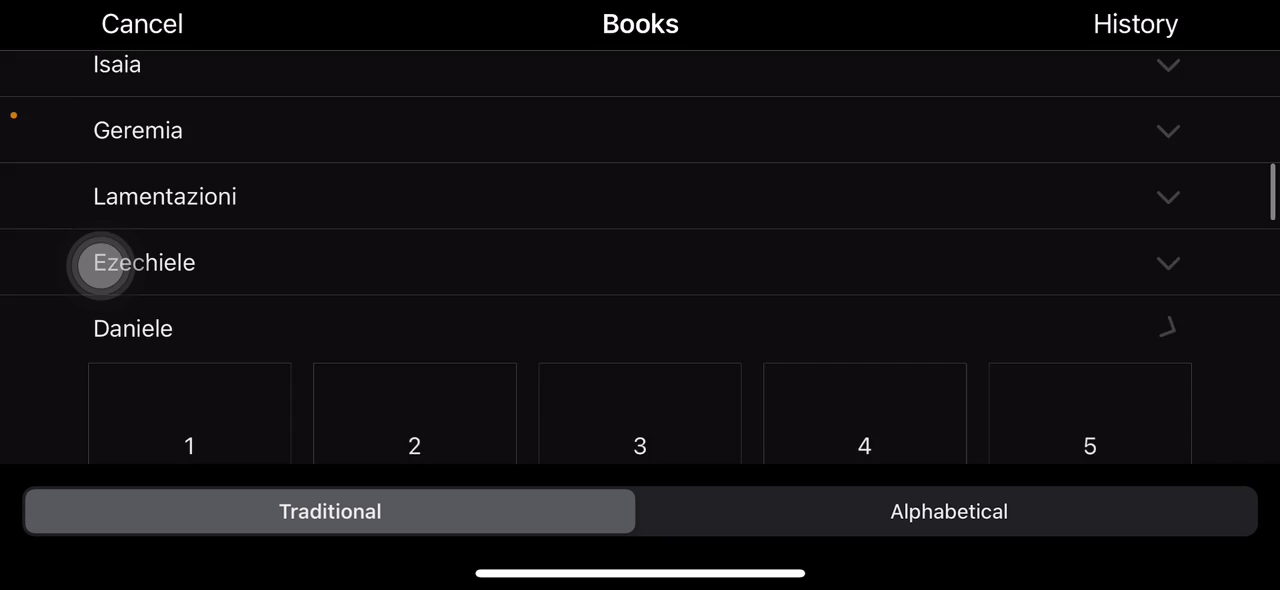 Cancel Books History
Isaia
Geremia
Lamentazioni
Ezechiele
Daniele
1 2 3 4 5
Traditional Alphabetical